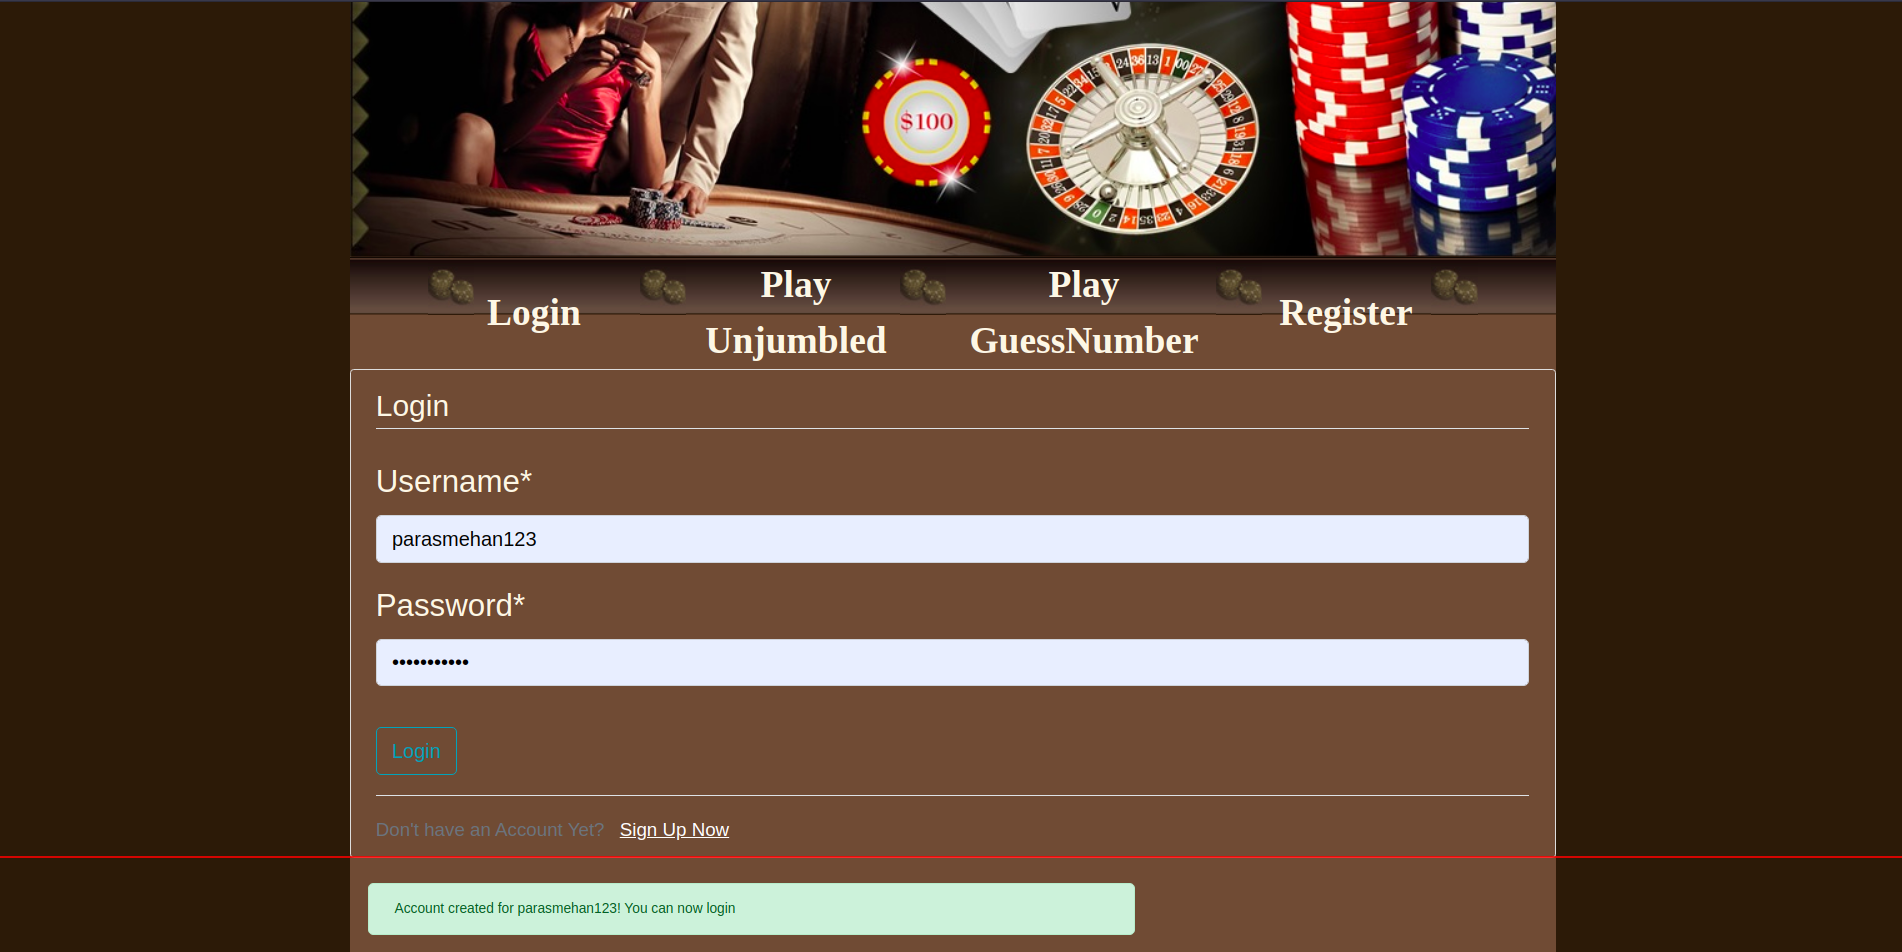 $100
Login
Play Unjumbled
Play GuessNumber
Register
Login
Username*
parasmehan123
Password*
•••••••••••
Login
Don't have an Account Yet? Sign Up Now
Account created for parasmehan123! You can now login